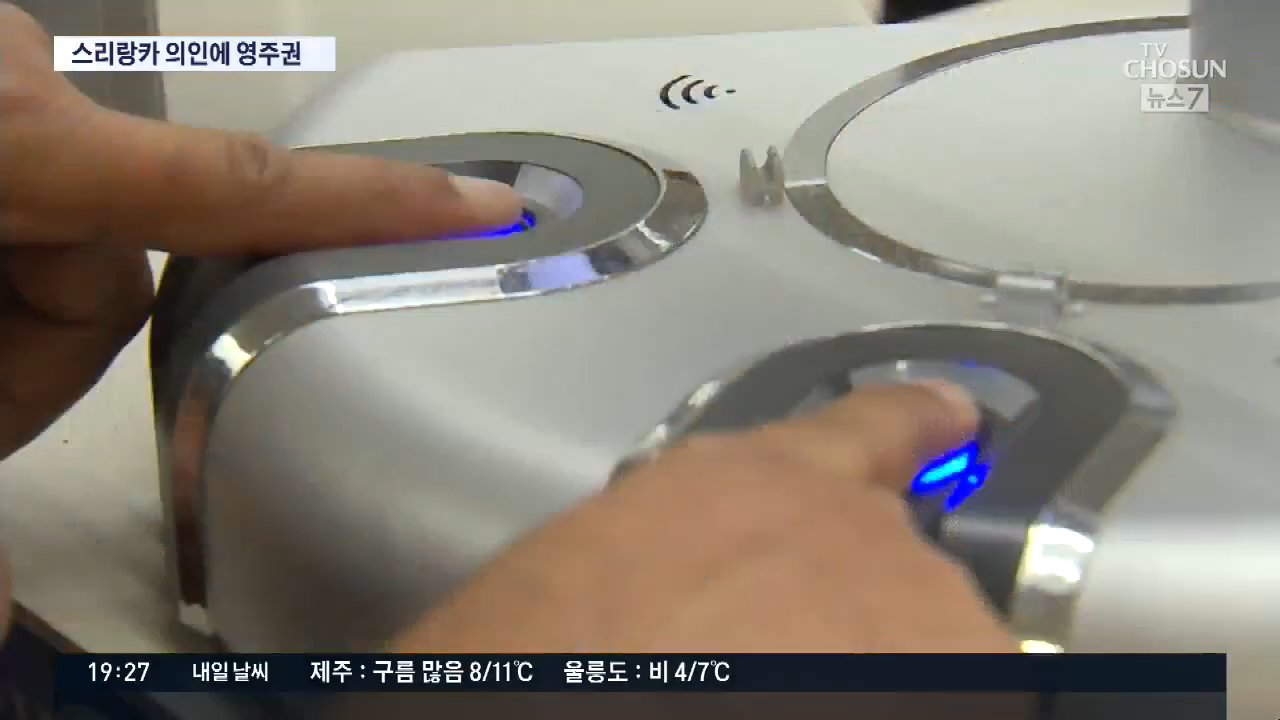 스리랑카 의인에 영주권
TV
CHOSUN
뉴스7
19:27 내일 날씨 제주 : 구름 많음 8/11℃ 울릉도 : 비 4/7℃